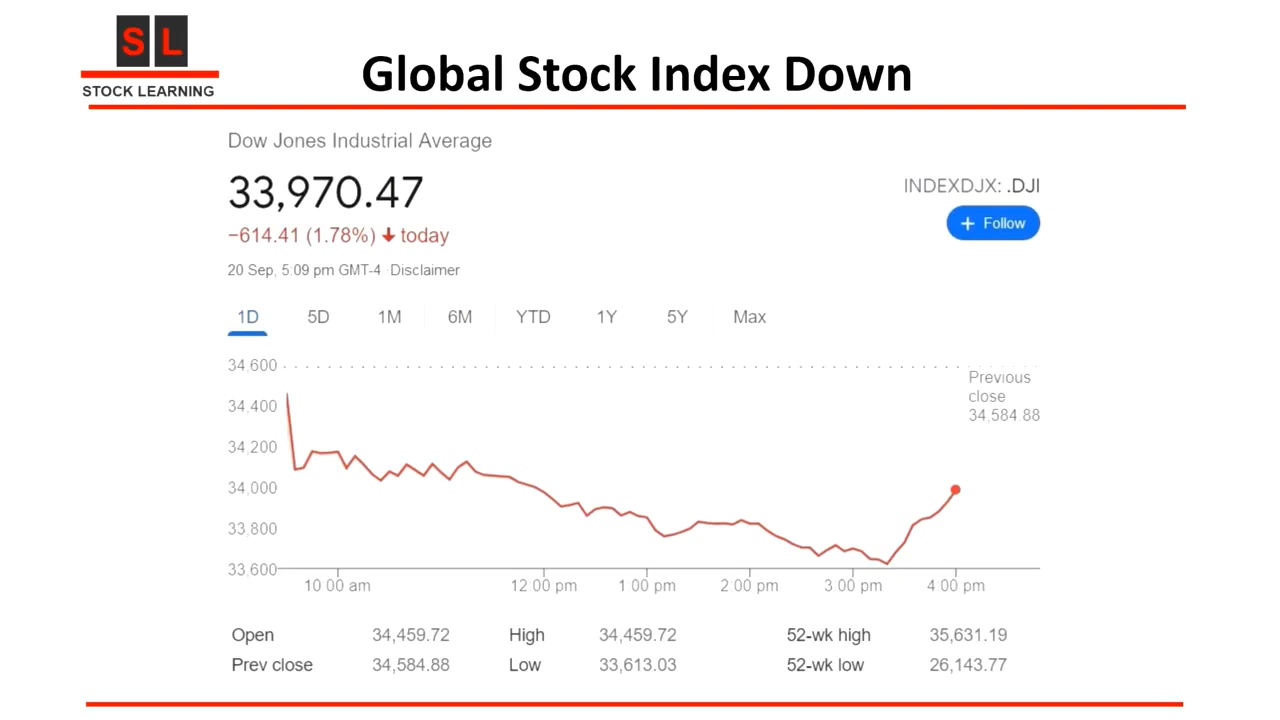 SL
STOCK LEARNING
Global Stock Index Down
Dow Jones Industrial Average
33,970.47
INDEXDJX: .DJI
+ Follow
−614.41 (1.78%) ↓ today
20 Sep, 5:09 pm GMT-4 · Disclaimer
1D 5D 1M 6M YTD 1Y 5Y Max
34,600
Previous
close
34,584.88
34,400
34,200
34,000
33,800
33,600
10:00 am 12:00 pm 1:00 pm 2:00 pm 3:00 pm 4:00 pm
Open 34,459.72 High 34,459.72 52-wk high 35,631.19
Prev close 34,584.88 Low 33,613.03 52-wk low 26,143.77